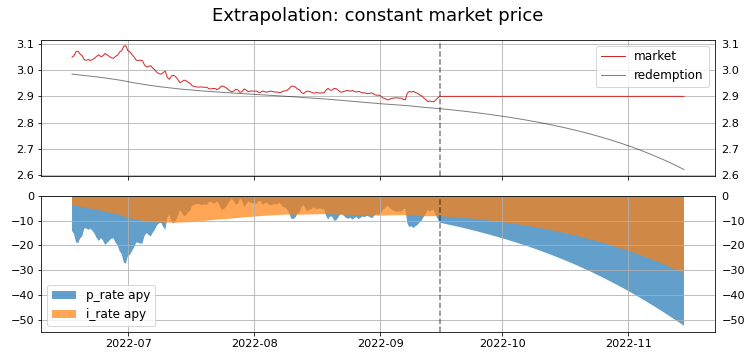 Extrapolation: constant market price
3.1 3.1
3.0 3.0
2.9 2.9
2.8 2.8
2.7 2.7
2.6 2.6
market
redemption
0 0
−10 −10
−20 −20
−30 −30
−40 −40
−50 −50
p_rate apy
i_rate apy
2022-07 2022-08 2022-09 2022-10 2022-11